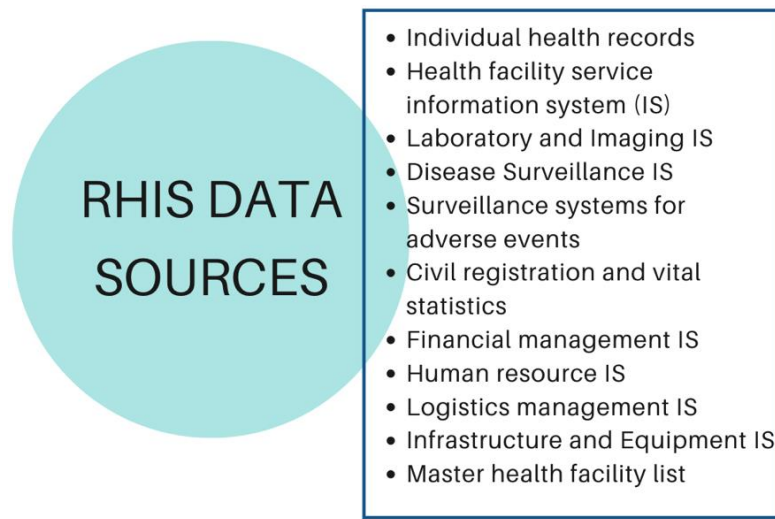 RHIS DATA
SOURCES
• Individual health records
• Health facility service
information system (IS)
• Laboratory and Imaging IS
• Disease Surveillance IS
• Surveillance systems for
adverse events
• Civil registration and vital
statistics
• Financial management IS
• Human resource IS
• Logistics management IS
• Infrastructure and Equipment IS
• Master health facility list